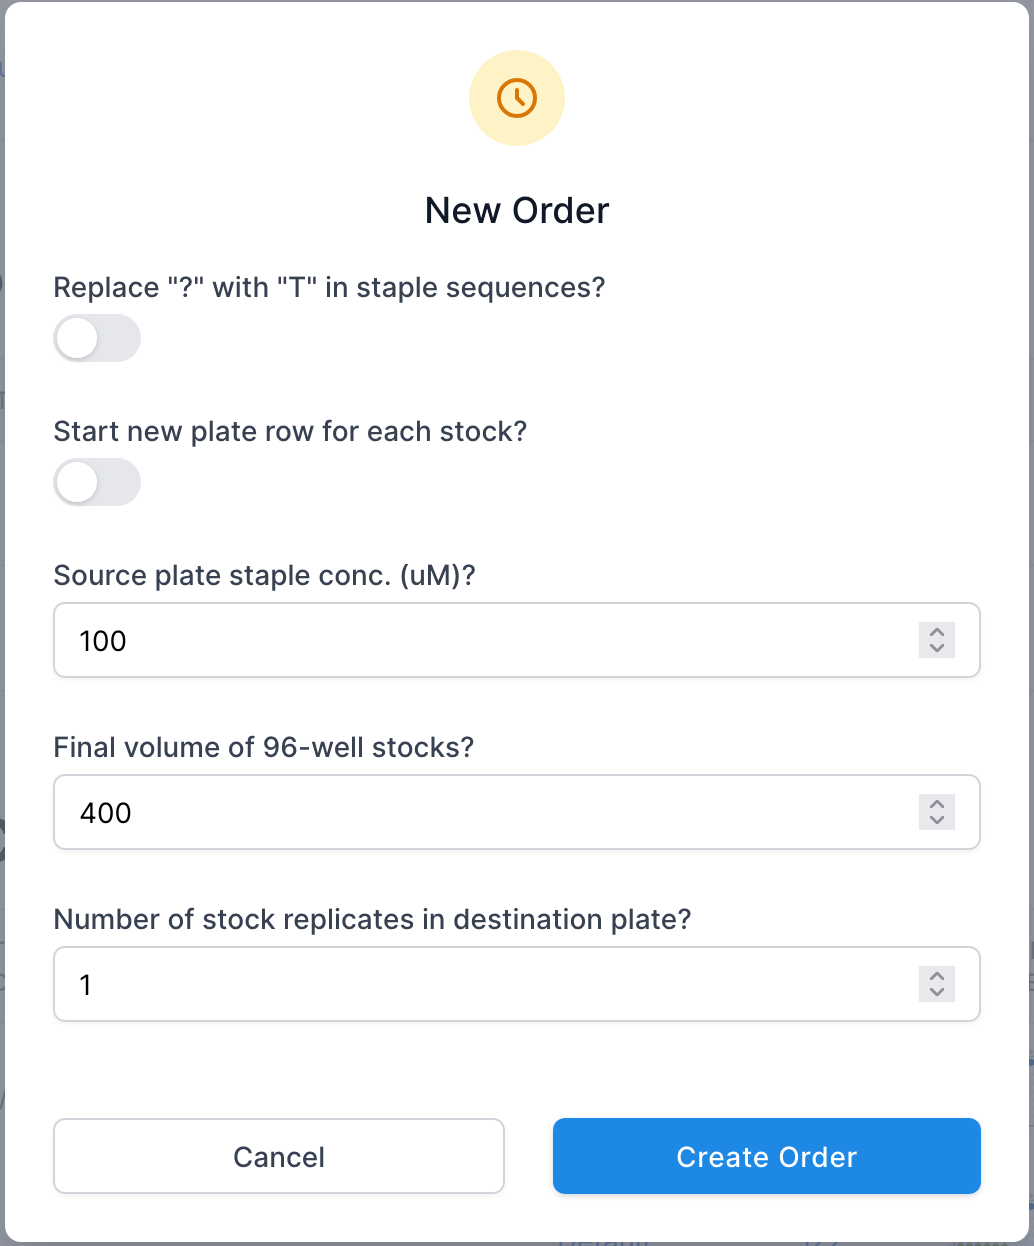 New Order
Replace "?" with "T" in staple sequences?
Start new plate row for each stock?
Source plate staple conc. (uM)?
100
Final volume of 96-well stocks?
400
Number of stock replicates in destination plate?
1
Cancel
Create Order